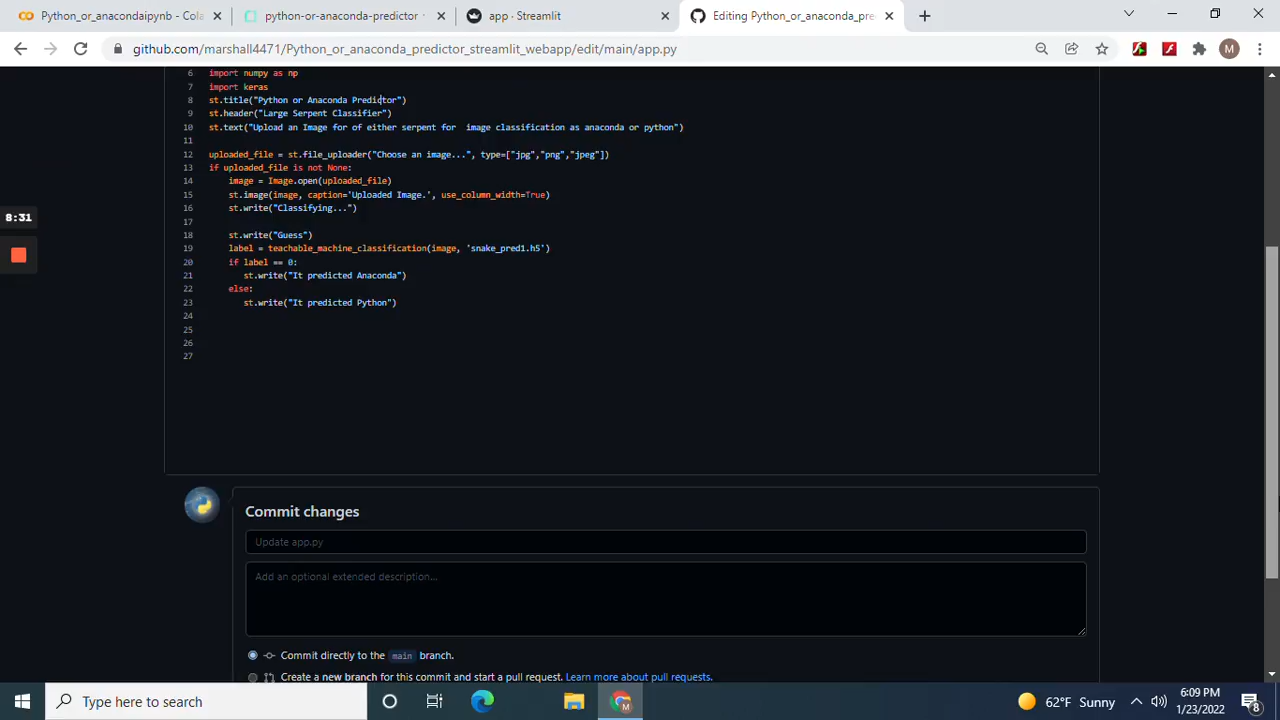 Python_or_anacondaipynb - Cola
python-or-anaconda-predictor
app · Streamlit
Editing Python_or_anaconda_pre
github.com/marshall4471/Python_or_anaconda_predictor_streamlit_webapp/edit/main/app.py
M
6 import numpy as np
7 import keras
8 st.title("Python or Anaconda Predictor")
9 st.header("Large Serpent Classifier")
10 st.text("Upload an Image for of either serpent for  image classification as anaconda or python")
11
12 uploaded_file = st.file_uploader("Choose an image...", type=["jpg","png","jpeg"])
13 if uploaded_file is not None:
14 image = Image.open(uploaded_file)
15 st.image(image, caption='Uploaded Image.', use_column_width=True)
16 st.write("Classifying...")
17
18 st.write("Guess")
19 label = teachable_machine_classification(image, 'snake_pred1.h5')
20 if label == 0:
21 st.write("It predicted Anaconda")
22 else:
23 st.write("It predicted Python")
24
25
26
27
8:31
Commit changes
Update app.py
Add an optional extended description...
Commit directly to the main branch.
Create a new branch for this commit and start a pull request. Learn more about pull requests.
Type here to search
M
62°F Sunny
6:09 PM
1/23/2022
8